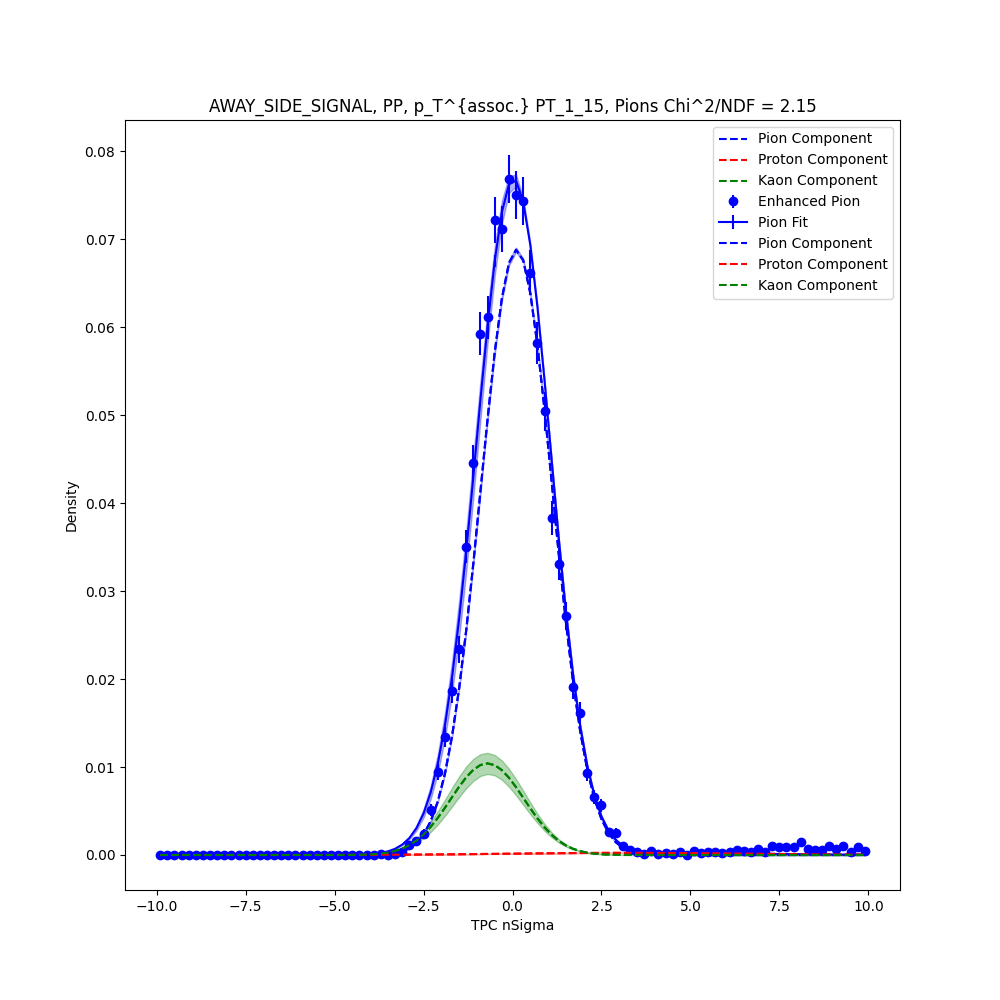 AWAY_SIDE_SIGNAL, PP, p_T^{assoc.} PT_1_15, Pions Chi^2/NDF = 2.15
Pion Component
Proton Component
Kaon Component
Enhanced Pion
Pion Fit
Pion Component
Proton Component
Kaon Component
0.08
0.07
0.06
0.05
0.04
0.03
0.02
0.01
0.00
Density
−10.0 −7.5 −5.0 −2.5 0.0 2.5 5.0 7.5 10.0
TPC nSigma